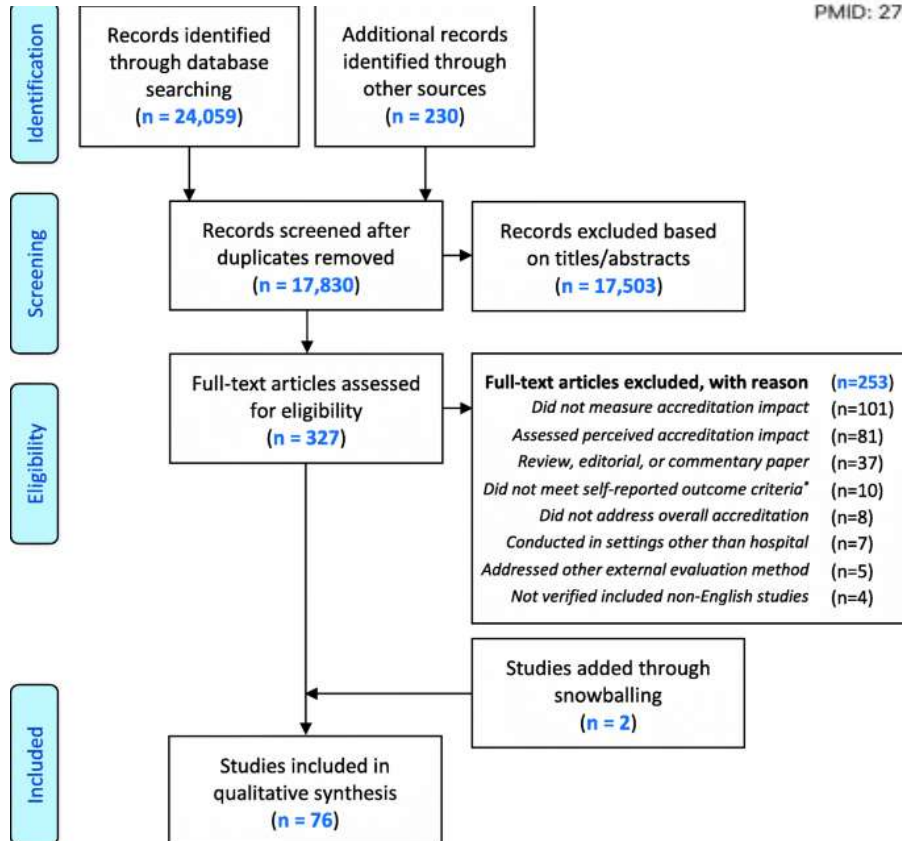 PMID: 27
Identification
Records identified
through database
searching
(n = 24,059)
Additional records
identified through
other sources
(n = 230)
Screening
Records screened after
duplicates removed
(n = 17,830)
Records excluded based
on titles/abstracts
(n = 17,503)
Eligibility
Full-text articles assessed
for eligibility
(n = 327)
Full-text articles excluded, with reason (n=253)
Did not measure accreditation impact (n=101)
Assessed perceived accreditation impact (n=81)
Review, editorial, or commentary paper (n=37)
Did not meet self-reported outcome criteria* (n=10)
Did not address overall accreditation (n=8)
Conducted in settings other than hospital (n=7)
Addressed other external evaluation method (n=5)
Not verified included non-English studies (n=4)
Studies added through
snowballing
(n = 2)
Included
Studies included in
qualitative synthesis
(n = 76)